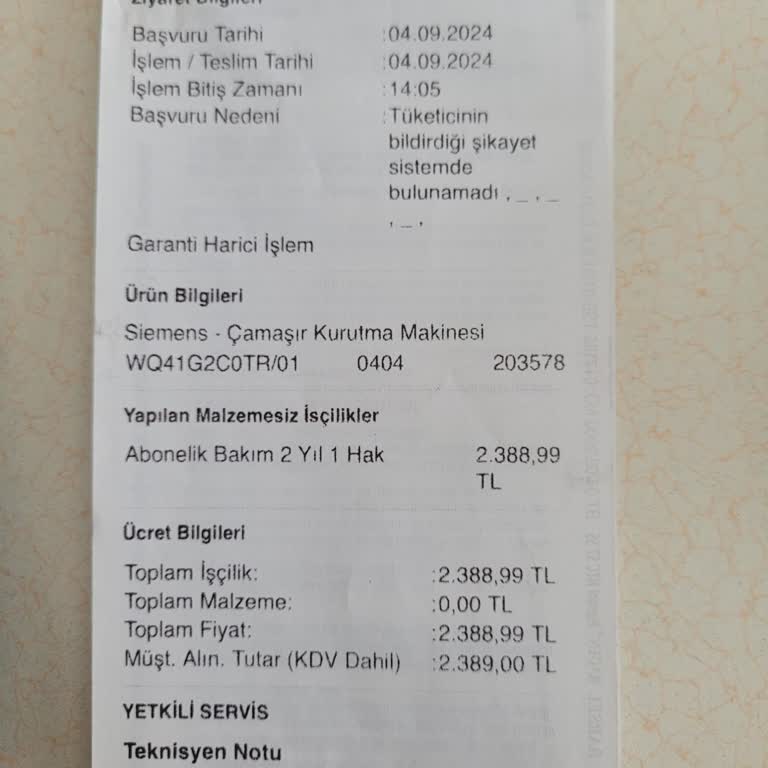 Ziyaret Bilgileri
Başvuru Tarihi :04.09.2024
İşlem / Teslim Tarihi :04.09.2024
İşlem Bitiş Zamanı :14:05
Başvuru Nedeni :Tüketicinin
bildirdiği şikayet
sistemde
bulunamadı , _ , _
, _ ,
Garanti Harici İşlem
Ürün Bilgileri
Siemens - Çamaşır Kurutma Makinesi
WQ41G2C0TR/01 0404 203578
Yapılan Malzemesiz İsçilikler
Abonelik Bakım 2 Yıl 1 Hak 2.388,99
TL
Ücret Bilgileri
Toplam İşçilik: :2.388,99 TL
Toplam Malzeme: :0,00 TL
Toplam Fiyat: :2.388,99 TL
Müşt. Alın. Tutar (KDV Dahil) :2.389,00 TL
YETKİLİ SERVİS
Teknisyen Notu